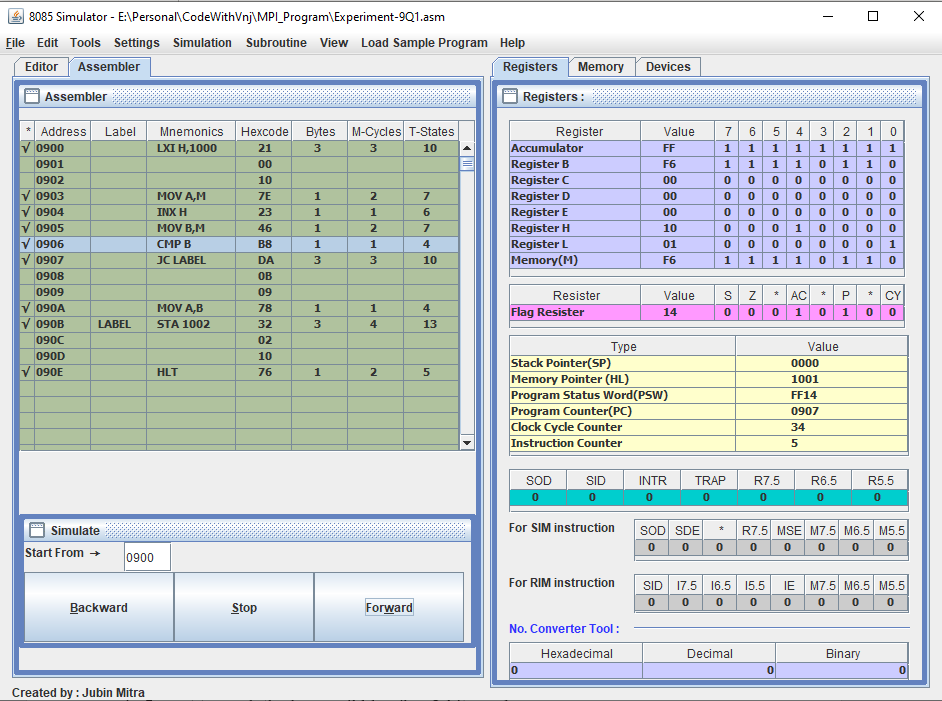 8085 Simulator - E:\Personal\CodeWithVnj\MPI_Program\Experiment-9Q1.asm
File Edit Tools Settings Simulation Subroutine View Load Sample Program Help
Editor Assembler
Assembler
* Address Label Mnemonics Hexcode Bytes M-Cycles T-States
√ 0900 LXI H,1000 21 3 3 10
0901 00
0902 10
√ 0903 MOV A,M 7E 1 2 7
√ 0904 INX H 23 1 1 6
√ 0905 MOV B,M 46 1 2 7
√ 0906 CMP B B8 1 1 4
√ 0907 JC LABEL DA 3 3 10
0908 0B
0909 09
√ 090A MOV A,B 78 1 1 4
√ 090B LABEL STA 1002 32 3 4 13
090C 02
090D 10
√ 090E HLT 76 1 2 5
Simulate
Start From → 0900
Backward Stop Forward
Created by : Jubin Mitra
Registers Memory Devices
Registers :
Register Value 7 6 5 4 3 2 1 0
Accumulator FF 1 1 1 1 1 1 1 1
Register B F6 1 1 1 1 0 1 1 0
Register C 00 0 0 0 0 0 0 0 0
Register D 00 0 0 0 0 0 0 0 0
Register E 00 0 0 0 0 0 0 0 0
Register H 10 0 0 0 1 0 0 0 0
Register L 01 0 0 0 0 0 0 0 1
Memory(M) F6 1 1 1 1 0 1 1 0
Resister Value S Z * AC * P * CY
Flag Resister 14 0 0 0 1 0 1 0 0
Type Value
Stack Pointer(SP) 0000
Memory Pointer (HL) 1001
Program Status Word(PSW) FF14
Program Counter(PC) 0907
Clock Cycle Counter 34
Instruction Counter 5
SOD SID INTR TRAP R7.5 R6.5 R5.5
0 0 0 0 0 0 0
For SIM instruction SOD SDE * R7.5 MSE M7.5 M6.5 M5.5
0 0 0 0 0 0 0 0
For RIM instruction SID I7.5 I6.5 I5.5 IE M7.5 M6.5 M5.5
0 0 0 0 0 0 0 0
No. Converter Tool :
Hexadecimal Decimal Binary
0 0 0